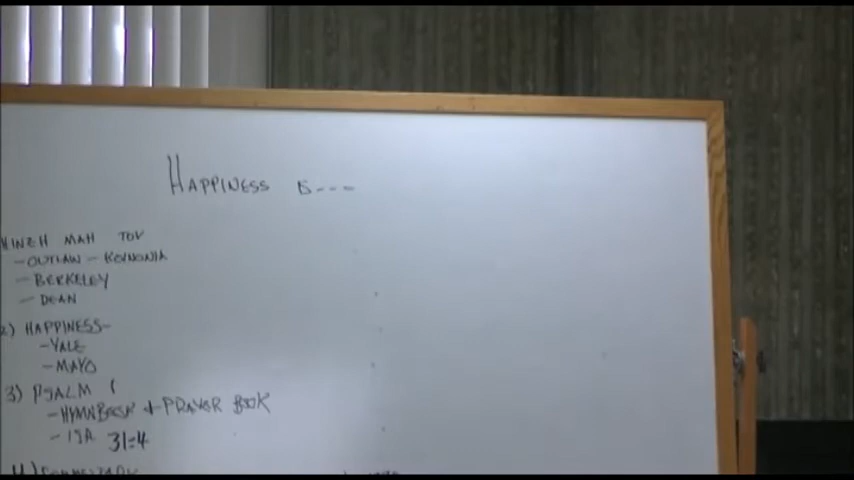 HAPPINESS IS---
HINEH MAH TOV
- OUTLAW - KOINONIA
- BERKELEY
- DEAN
2) HAPPINESS-
- YALE
- MAYO
3) PSALM 1
- HYMNBOOK + PRAYER BOOK
- ISA 31:4
4)